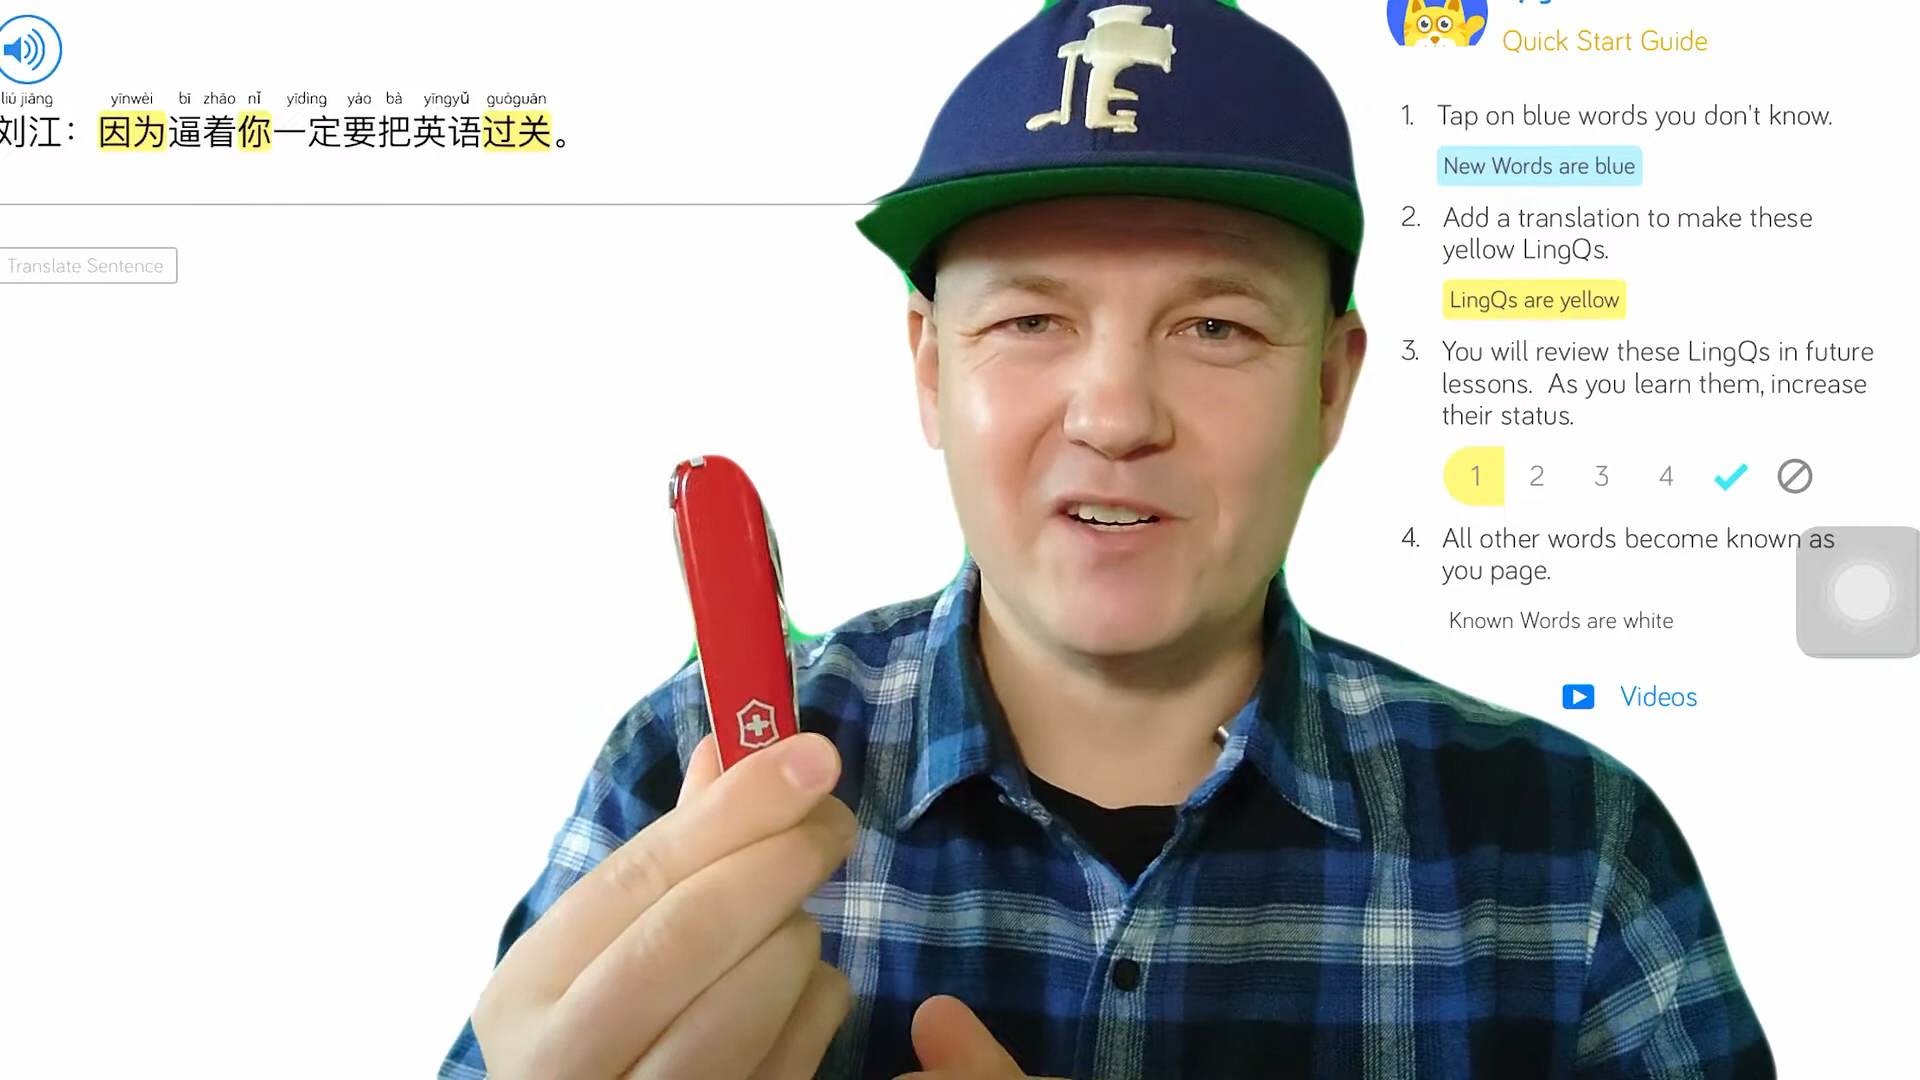 liú jiāng yīnwèi bī zhāo nǐ yīdìng yào bà yīngyǔ guòguān
刘江：因为逼着你一定要把英语过关。
Translate Sentence
Quick Start Guide
1. Tap on blue words you don't know.
New Words are blue
2. Add a translation to make these
yellow LingQs.
LingQs are yellow
3. You will review these LingQs in future
lessons. As you learn them, increase
their status.
1 2 3 4
4. All other words become known as
you page.
Known Words are white
Videos